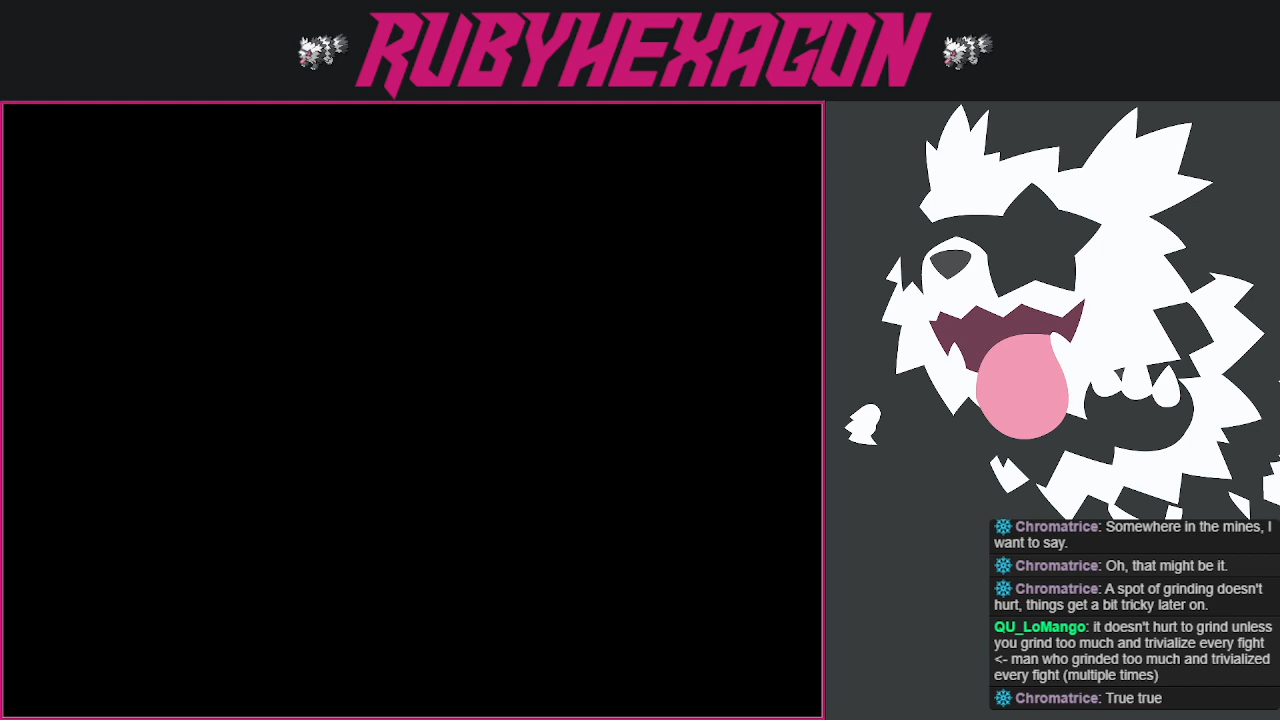 RUBYHEXAGON
Chromatrice: Somewhere in the mines, I
want to say.
Chromatrice: Oh, that might be it.
Chromatrice: A spot of grinding doesn't
hurt, things get a bit tricky later on.
QU_LoMango: it doesn't hurt to grind unless
you grind too much and trivialize every fight
<- man who grinded too much and trivialized
every fight (multiple times)
Chromatrice: True true